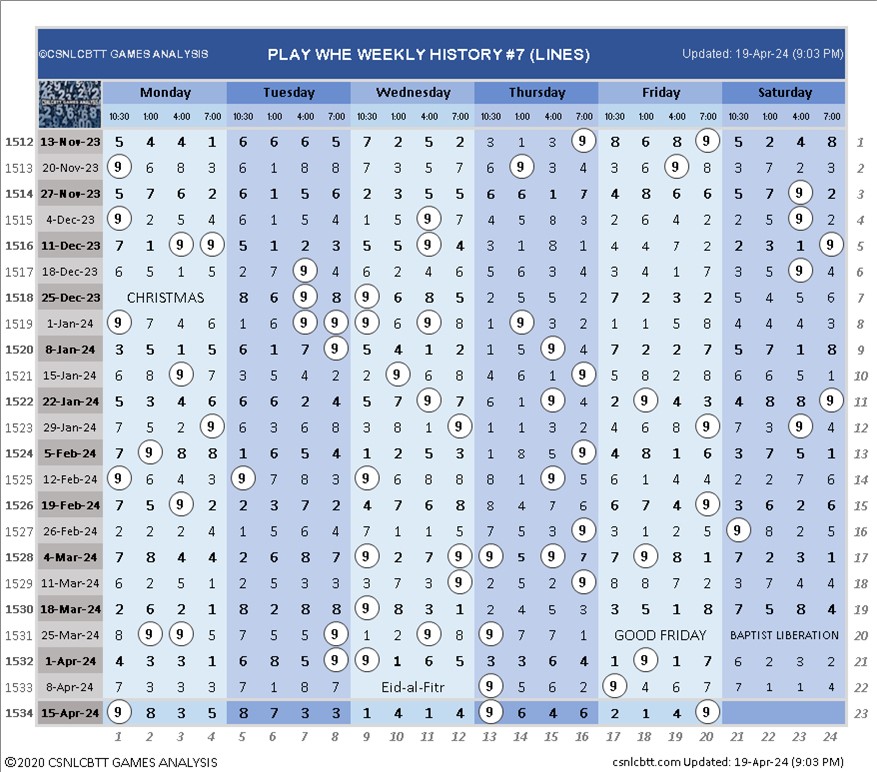 ©CSNLCBTT GAMES ANALYSIS PLAY WHE WEEKLY HISTORY #7 (LINES) Updated: 19-Apr-24 (9:03 PM)
Monday Tuesday Wednesday Thursday Friday Saturday
10:30 1:00 4:00 7:00 10:30 1:00 4:00 7:00 10:30 1:00 4:00 7:00 10:30 1:00 4:00 7:00 10:30 1:00 4:00 7:00 10:30 1:00 4:00 7:00
1512 13-Nov-23 5 4 4 1 6 6 6 5 7 2 5 2 3 1 3 9 8 6 8 9 5 2 4 8 1
1513 20-Nov-23 9 6 8 3 6 1 8 8 7 3 5 5 7 9 3 4 3 6 9 8 3 7 2 3 2
1514 27-Nov-23 5 7 6 2 6 1 5 6 2 3 5 7 6 6 1 7 4 8 6 6 5 7 9 2 3
1515 4-Dec-23 9 2 5 4 6 1 5 4 1 5 9 7 4 5 8 3 2 6 4 2 6 2 9 2 4
1516 11-Dec-23 7 1 9 9 5 1 2 3 5 5 9 4 3 1 8 1 4 4 7 2 2 3 1 9 5
1517 18-Dec-23 6 5 1 5 2 7 9 4 6 2 4 6 5 6 3 4 3 4 1 7 3 5 9 4 6
1518 25-Dec-23 CHRISTMAS 8 6 9 8 9 6 8 5 2 5 5 2 7 2 3 2 5 4 5 6 7
1519 1-Jan-24 9 7 4 6 1 6 9 9 9 6 9 8 1 9 3 2 1 1 5 8 4 4 4 3 8
1520 8-Jan-24 3 5 1 5 6 1 7 9 5 4 1 2 1 5 9 4 7 2 2 7 5 7 1 8 9
1521 15-Jan-24 6 8 9 7 3 5 4 2 2 9 6 8 4 6 1 9 5 8 2 8 6 6 5 1 10
1522 22-Jan-24 5 3 4 6 6 6 2 4 5 7 9 7 6 1 9 4 2 9 4 3 4 8 8 9 11
1523 29-Jan-24 7 5 2 9 6 3 6 8 3 8 1 9 1 1 3 2 4 6 8 9 7 3 9 4 12
1524 5-Feb-24 7 9 8 8 1 6 5 4 1 2 5 3 1 8 5 9 4 8 1 6 3 7 5 1 13
1525 12-Feb-24 9 6 4 3 9 7 8 3 9 6 8 8 1 8 9 5 6 1 4 4 2 2 7 6 14
1526 19-Feb-24 7 5 9 2 2 3 7 2 4 7 6 8 8 4 7 6 6 7 4 9 3 6 2 6 15
1527 26-Feb-24 2 2 2 4 1 5 6 4 7 1 1 5 7 5 3 9 3 1 2 5 9 8 2 5 16
1528 4-Mar-24 7 8 4 4 2 6 8 7 9 2 7 9 9 5 9 7 7 9 8 1 7 2 3 1 17
1529 11-Mar-24 6 2 5 1 2 5 3 3 3 7 3 9 5 2 6 9 8 8 7 2 3 7 4 4 18
1530 18-Mar-24 2 6 2 1 8 2 8 8 9 8 3 1 2 4 5 3 3 5 1 8 7 5 8 4 19
1531 25-Mar-24 8 9 9 3 7 5 5 9 1 2 9 8 9 7 7 1 GOOD FRIDAY BAPTIST LIBERATION 20
1532 1-Apr-24 4 3 3 1 6 8 5 9 9 1 6 5 3 3 6 4 1 9 1 7 6 2 3 2 21
1533 8-Apr-24 7 3 3 3 7 1 8 7 Eid-al-Fitr 9 5 6 2 9 4 6 7 7 1 1 4 22
1534 15-Apr-24 9 8 3 5 8 7 3 3 1 4 1 4 9 6 4 6 2 1 4 9 23
1 2 3 4 5 6 7 8 9 10 11 12 13 14 15 16 17 18 19 20 21 22 23 24
©2020 CSNLCBTT GAMES ANALYSIS csnlcbtt.com Updated: 19-Apr-24 (9:03 PM)